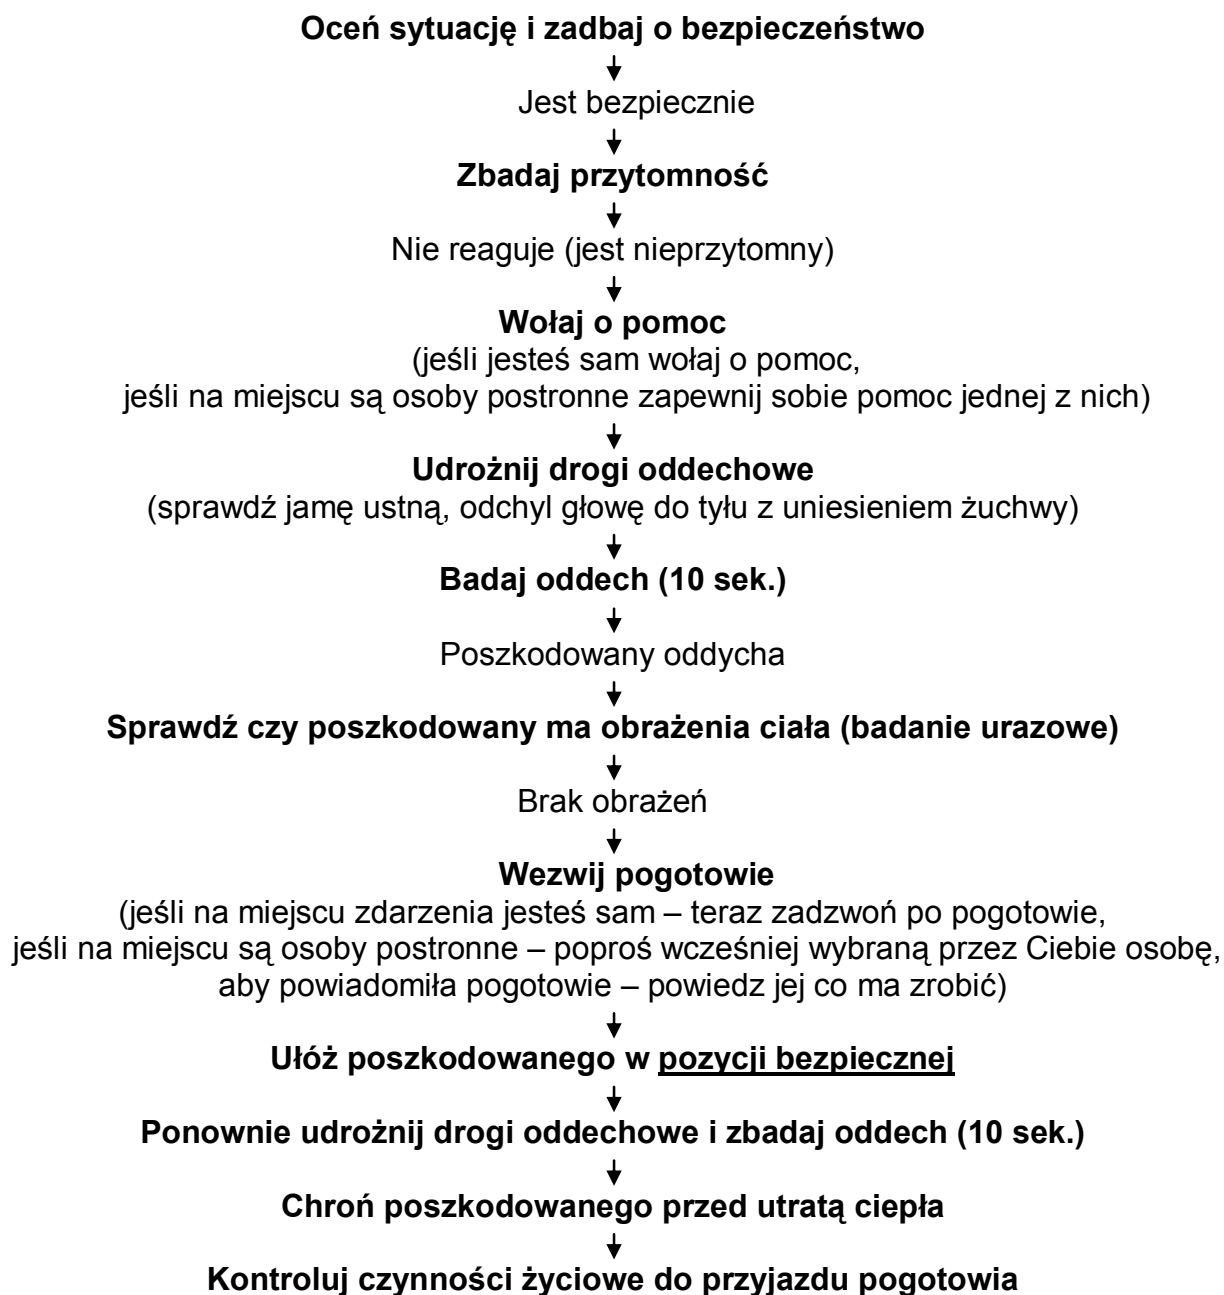 Oceń sytuację i zadbaj o bezpieczeństwo
Jest bezpiecznie
Zbadaj przytomność
Nie reaguje (jest nieprzytomny)
Wołaj o pomoc
(jeśli jesteś sam wołaj o pomoc,
jeśli na miejscu są osoby postronne zapewnij sobie pomoc jednej z nich)
Udrożnij drogi oddechowe
(sprawdź jamę ustną, odchyl głowę do tyłu z uniesieniem żuchwy)
Badaj oddech (10 sek.)
Poszkodowany oddycha
Sprawdź czy poszkodowany ma obrażenia ciała (badanie urazowe)
Brak obrażeń
Wezwij pogotowie
(jeśli na miejscu zdarzenia jesteś sam – teraz zadzwoń po pogotowie,
jeśli na miejscu są osoby postronne – poproś wcześniej wybraną przez Ciebie osobę,
aby powiadomiła pogotowie – powiedz jej co ma zrobić)
Ułóż poszkodowanego w pozycji bezpiecznej
Ponownie udrożnij drogi oddechowe i zbadaj oddech (10 sek.)
Chroń poszkodowanego przed utratą ciepła
Kontroluj czynności życiowe do przyjazdu pogotowia